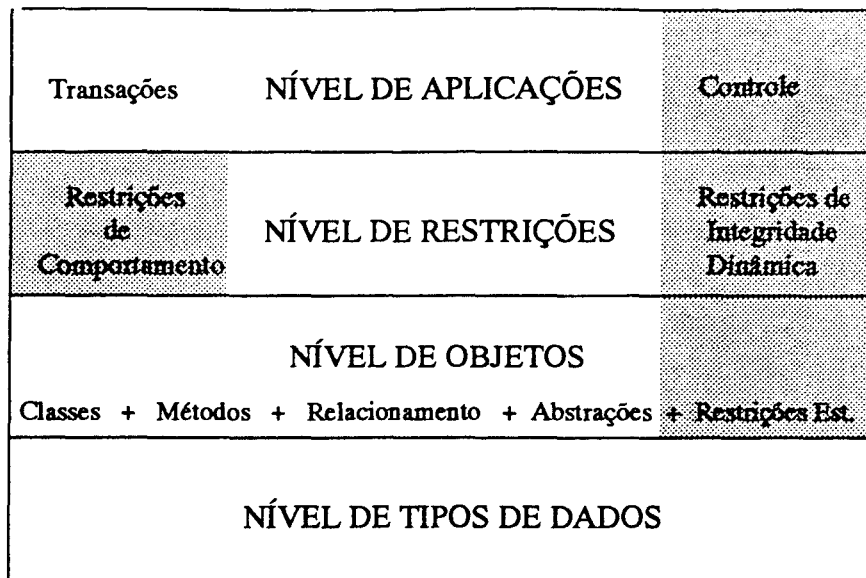 Transações NÍVEL DE APLICAÇÕES Controle
Restrições
de
Comportamento
NÍVEL DE RESTRIÇÕES
Restrições de
Integridade
Dinâmica
NÍVEL DE OBJETOS
Classes + Métodos + Relacionamento + Abstrações + Restrições Est.
NÍVEL DE TIPOS DE DADOS